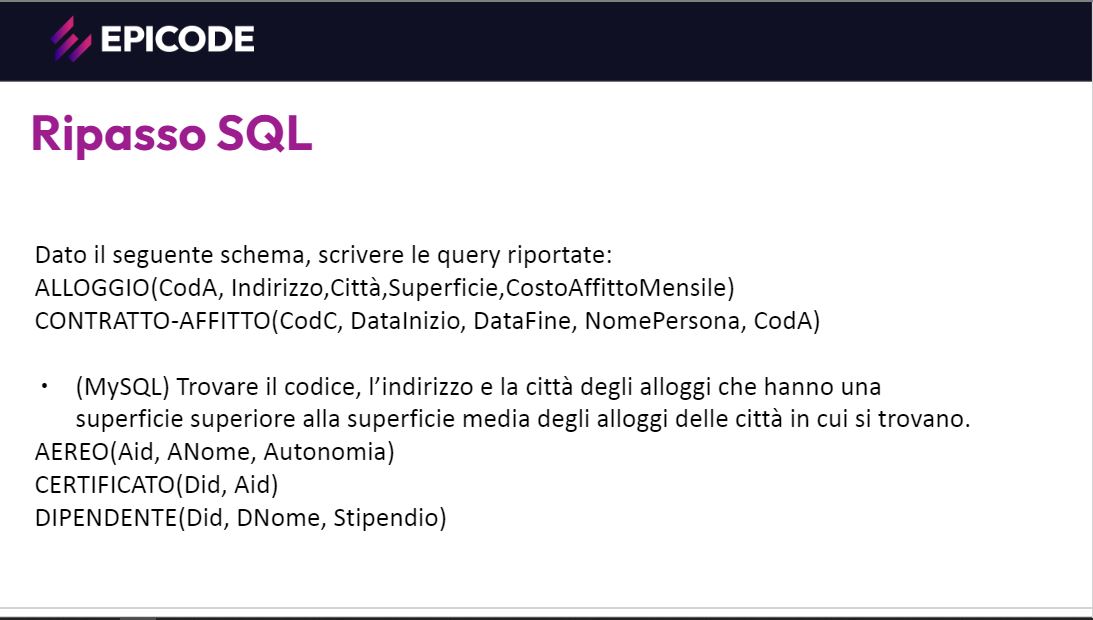 EPICODE
Ripasso SQL
Dato il seguente schema, scrivere le query riportate:
ALLOGGIO(CodA, Indirizzo,Città,Superficie,CostoAffittoMensile)
CONTRATTO-AFFITTO(CodC, DataInizio, DataFine, NomePersona, CodA)
• (MySQL) Trovare il codice, l’indirizzo e la città degli alloggi che hanno una
superficie superiore alla superficie media degli alloggi delle città in cui si trovano.
AEREO(Aid, ANome, Autonomia)
CERTIFICATO(Did, Aid)
DIPENDENTE(Did, DNome, Stipendio)